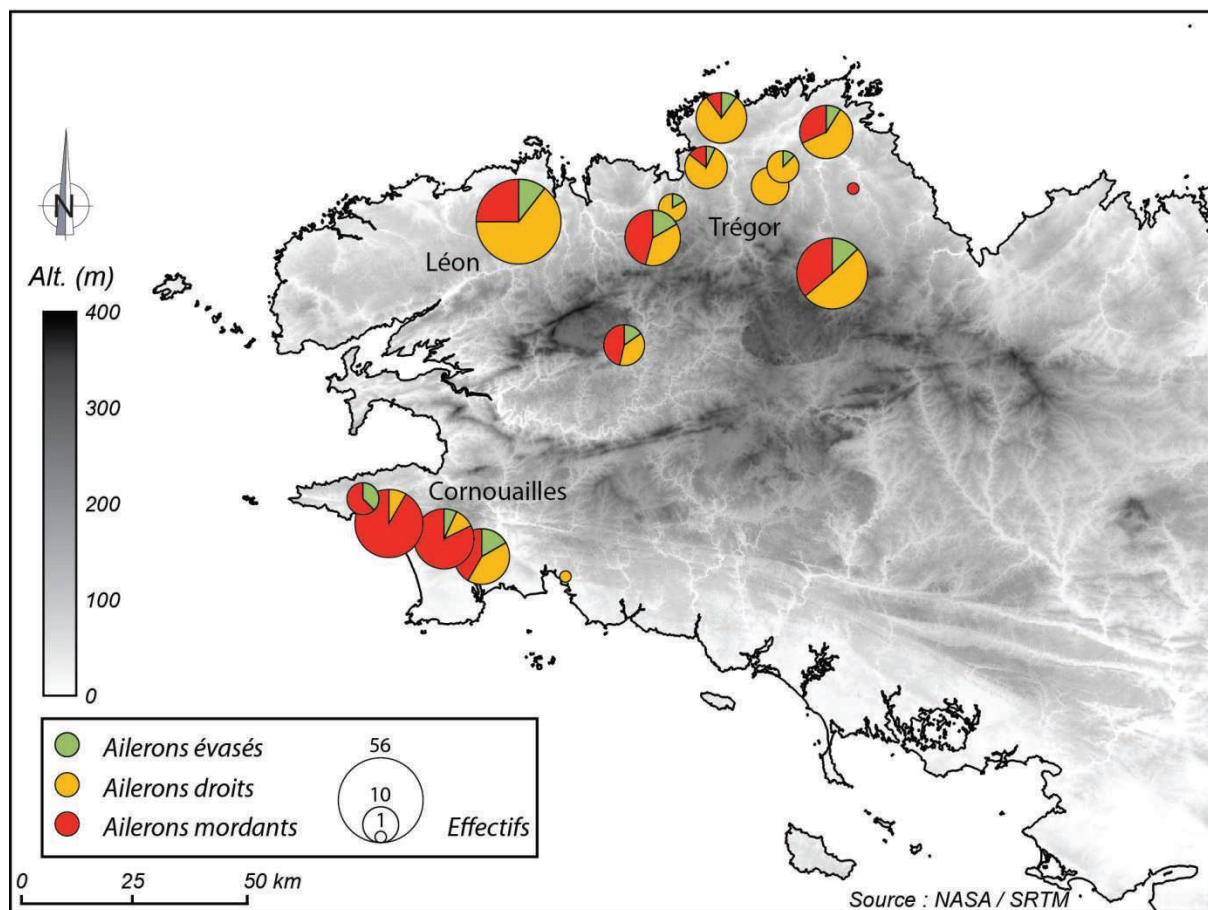 N
Alt. (m)
400
300
200
100
0
Léon
Trégor
Cornouailles
Ailerons évasés
Ailerons droits
Ailerons mordants
56
10
1
Effectifs
0 25 50 km
Source : NASA / SRTM